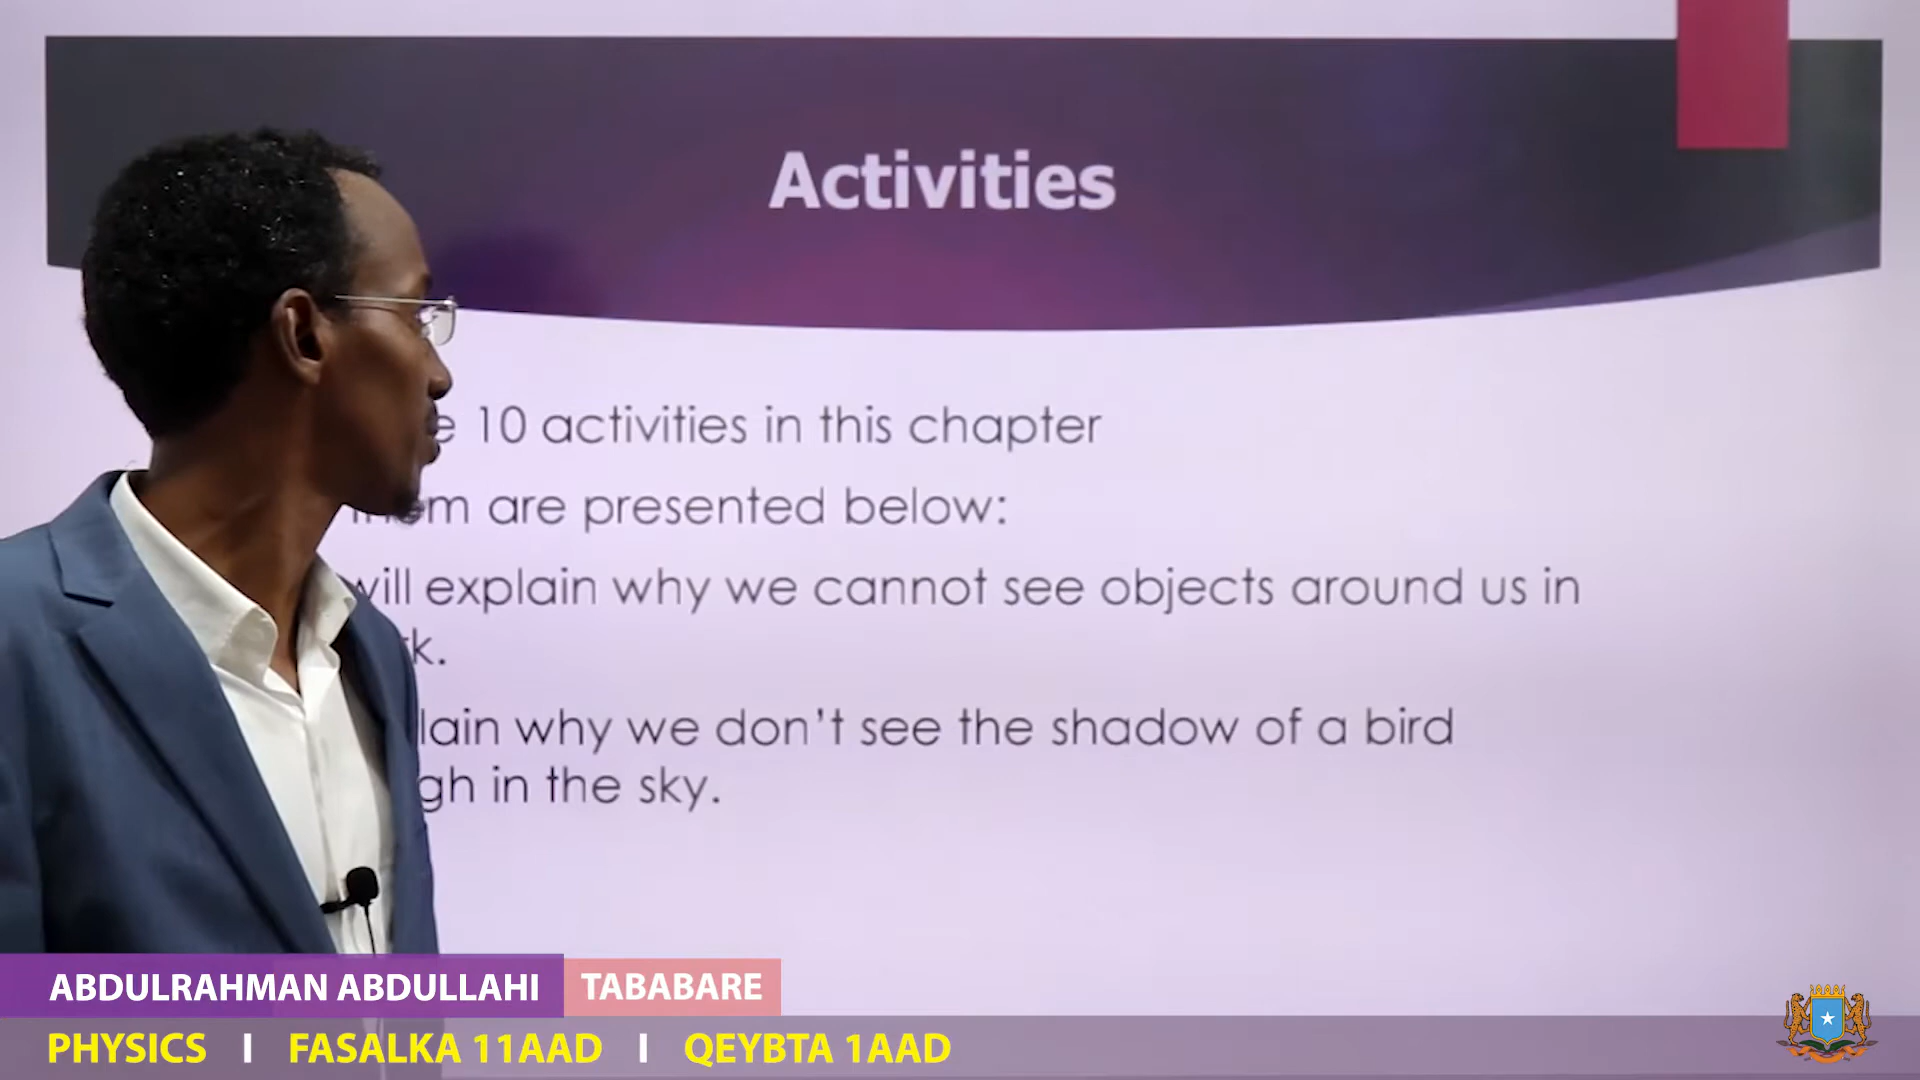 Activities
10 activities in this chapter
are presented below:
will explain why we cannot see objects around us in
why we don't see the shadow of a bird
in the sky.
ABDULRAHMAN ABDULLAHI TABABARE
PHYSICS I FASALKA 11AAD I QEYBTA 1AAD